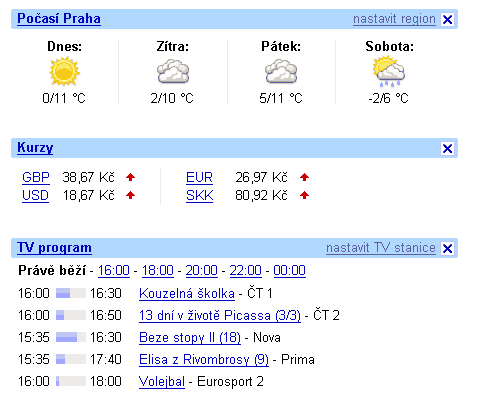 Počasí Praha nastavit region
Dnes: Zítra: Pátek: Sobota:
0/11 °C 2/10 °C 5/11 °C -2/6 °C
Kurzy
GBP 38,67 Kč EUR 26,97 Kč
USD 18,67 Kč SKK 80,92 Kč
TV program nastavit TV stanice
Právě běží - 16:00 - 18:00 - 20:00 - 22:00 - 00:00
16:00 16:30 Kouzelná školka - ČT 1
16:00 16:50 13 dní v životě Picassa (3/3) - ČT 2
15:35 16:30 Beze stopy II (18) - Nova
15:35 17:40 Elisa z Rivombrosy (9) - Prima
16:00 18:00 Volejbal - Eurosport 2